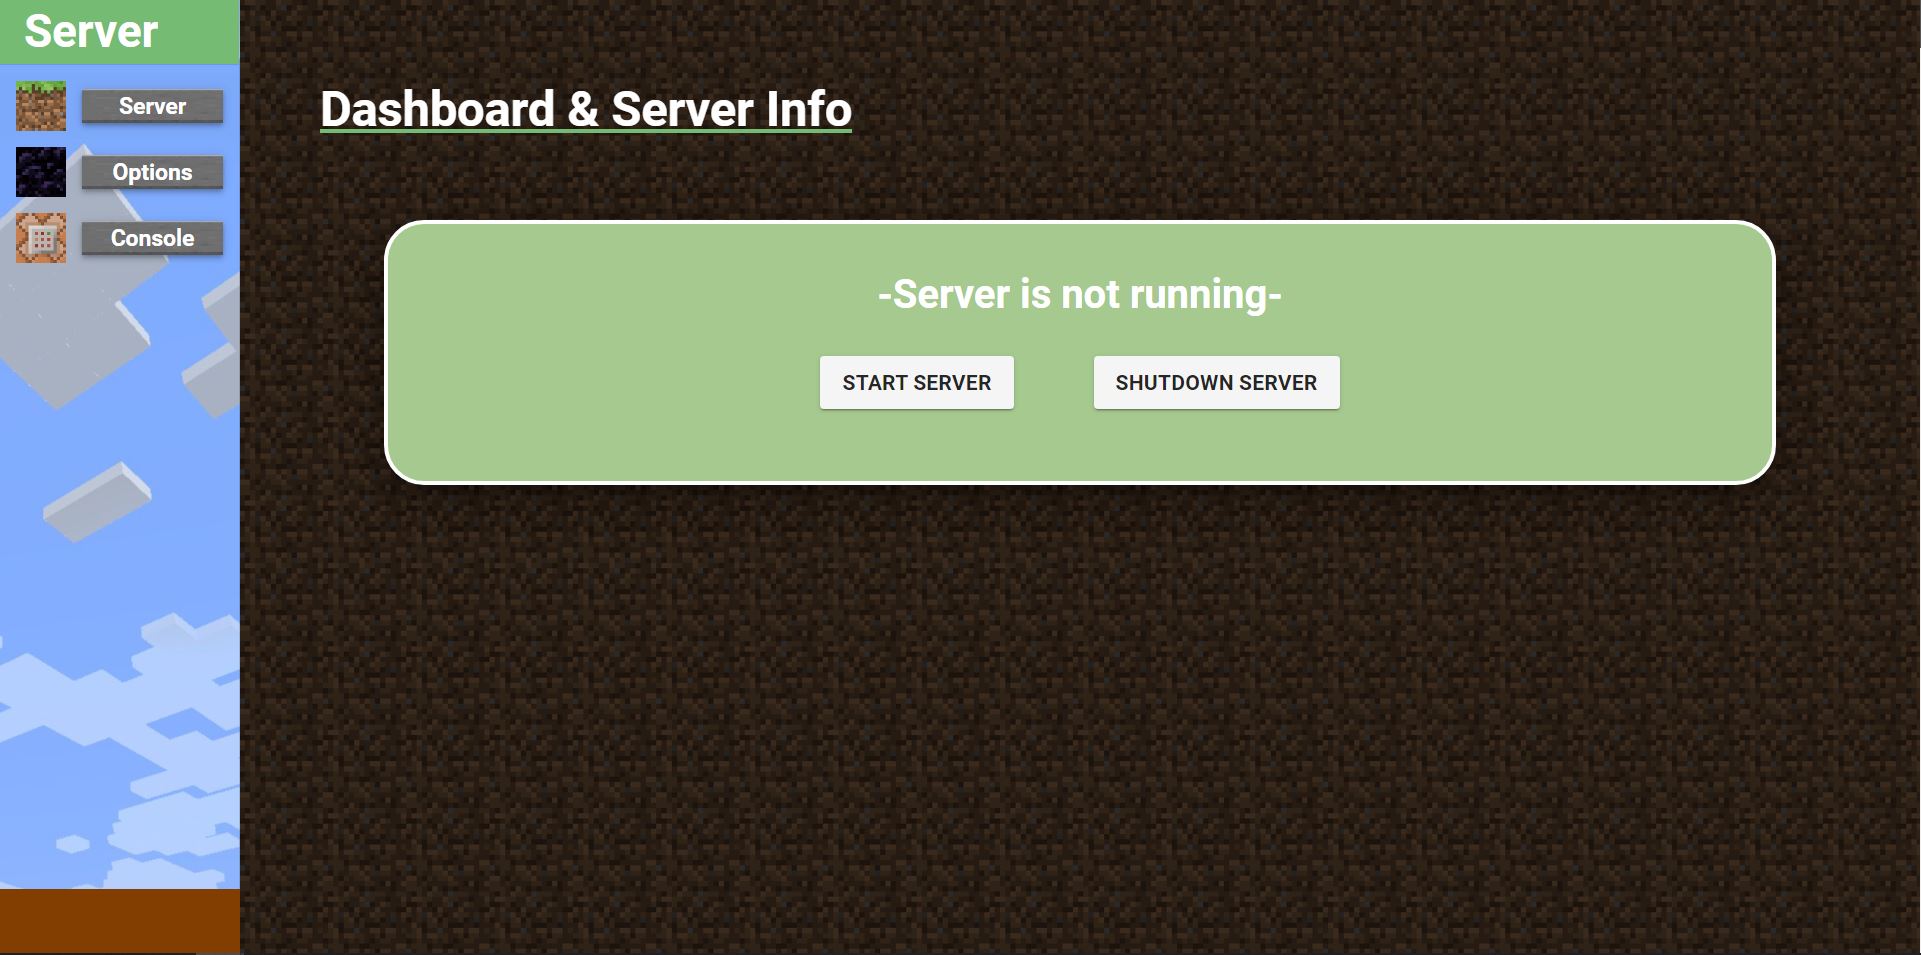 Server
Server
Options
Console
Dashboard & Server Info
-Server is not running-
START SERVER
SHUTDOWN SERVER